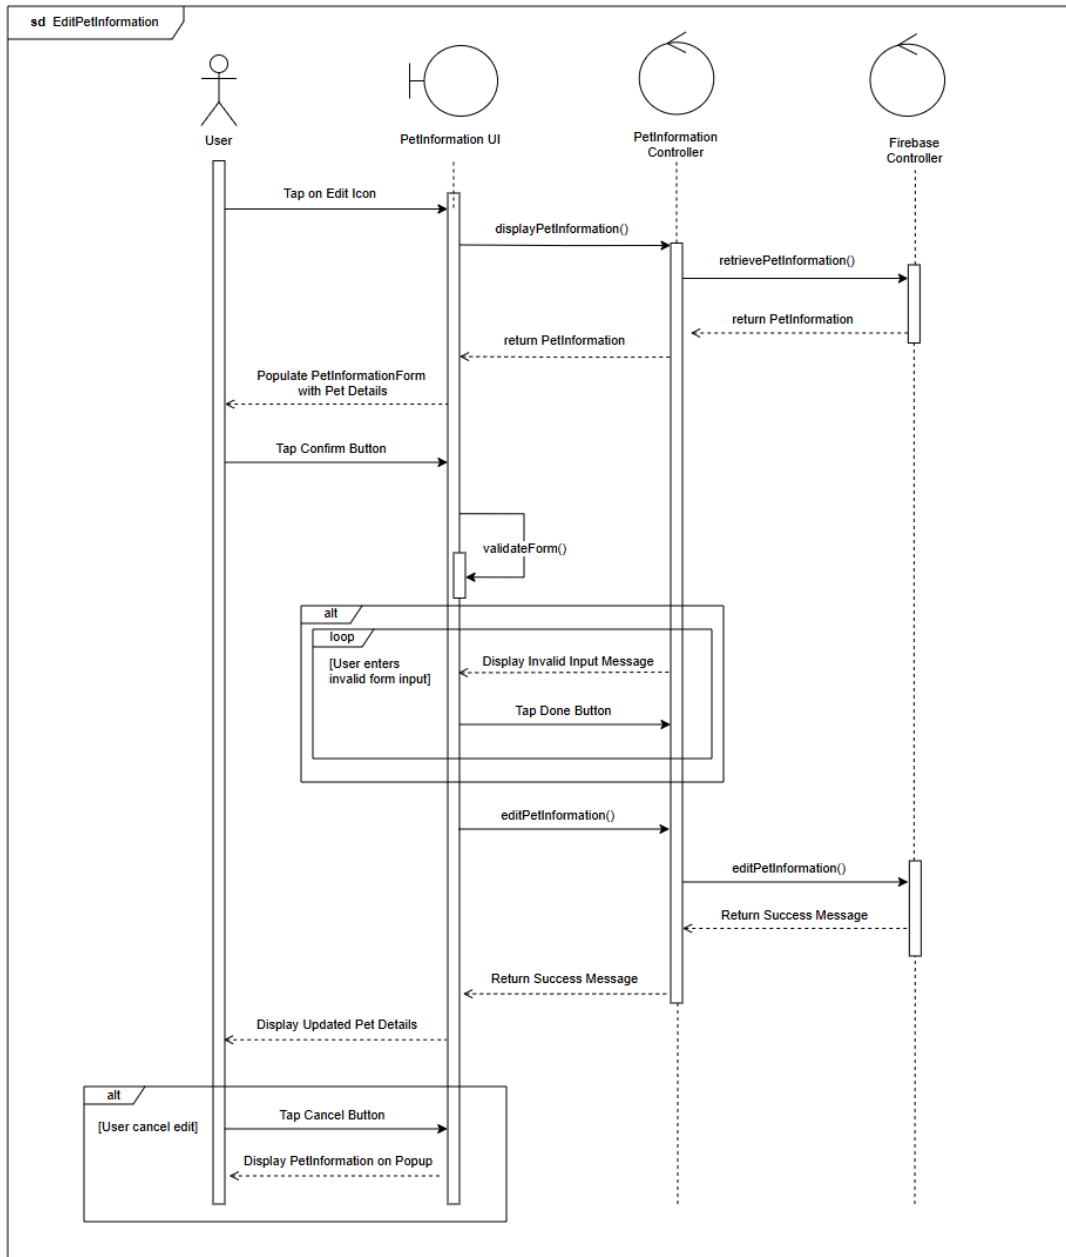 sd EditPetInformation
User
PetInformation UI
PetInformation
Controller
Firebase
Controller
Tap on Edit Icon
displayPetInformation()
retrievePetInformation()
return PetInformation
return PetInformation
Populate PetInformationForm
with Pet Details
Tap Confirm Button
validateForm()
alt
loop
[User enters
invalid form input]
Display Invalid Input Message
Tap Done Button
editPetInformation()
editPetInformation()
Return Success Message
Return Success Message
Display Updated Pet Details
alt
[User cancel edit]
Tap Cancel Button
Display PetInformation on Popup